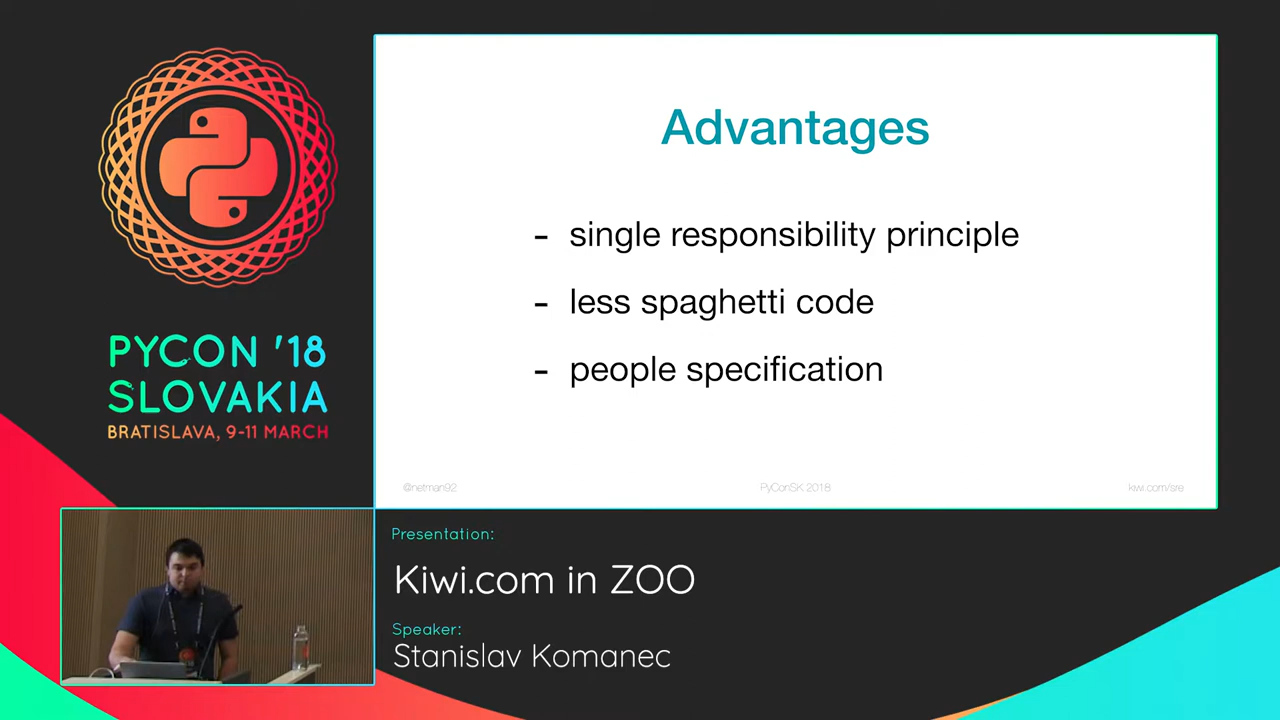 PYCON '18
SLOVAKIA
BRATISLAVA, 9-11 MARCH
Advantages
- single responsibility principle
- less spaghetti code
- people specification
@netman92
PyConSK 2018
kiwi.com/sre
Presentation:
Kiwi.com in ZOO
Speaker:
Stanislav Komanec